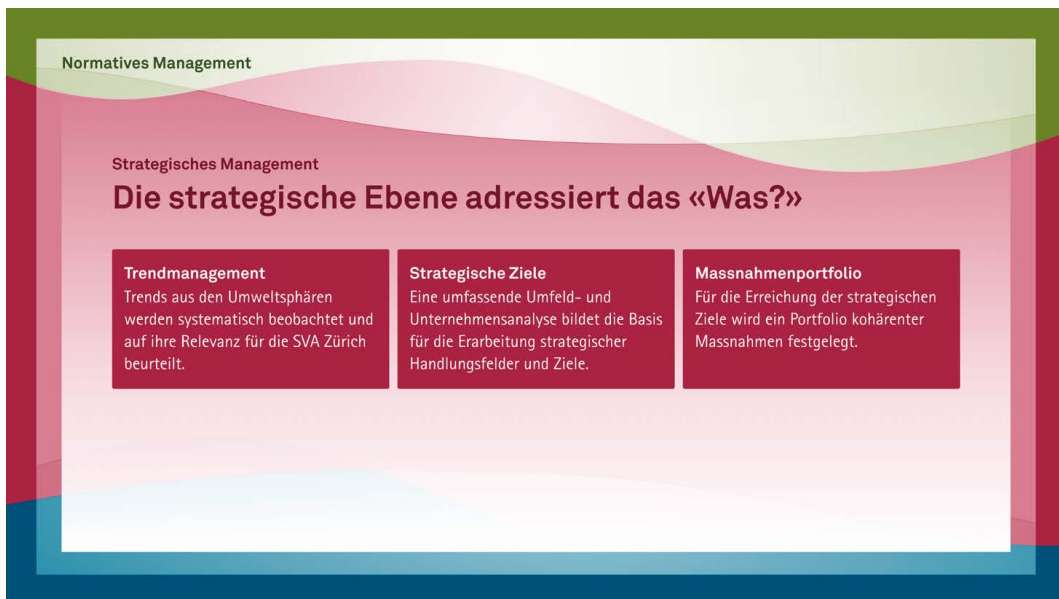 Normatives Management
Strategisches Management
Die strategische Ebene adressiert das «Was?»
Trendmanagement
Trends aus den Umweltsphären
werden systematisch beobachtet und
auf ihre Relevanz für die SVA Zürich
beurteilt.
Strategische Ziele
Eine umfassende Umfeld- und
Unternehmensanalyse bildet die Basis
für die Erarbeitung strategischer
Handlungsfelder und Ziele.
Massnahmenportfolio
Für die Erreichung der strategischen
Ziele wird ein Portfolio kohärenter
Massnahmen festgelegt.